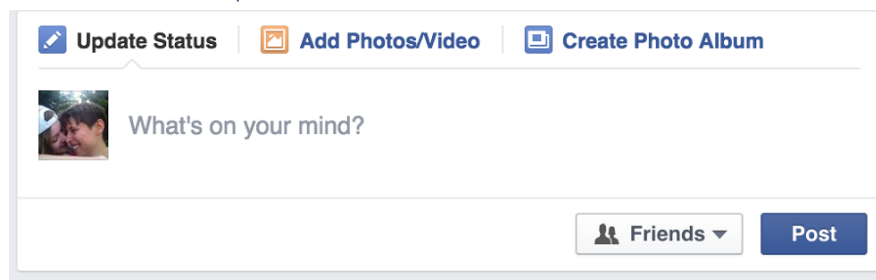 Update Status Add Photos/Video Create Photo Album
What's on your mind?
Friends Post